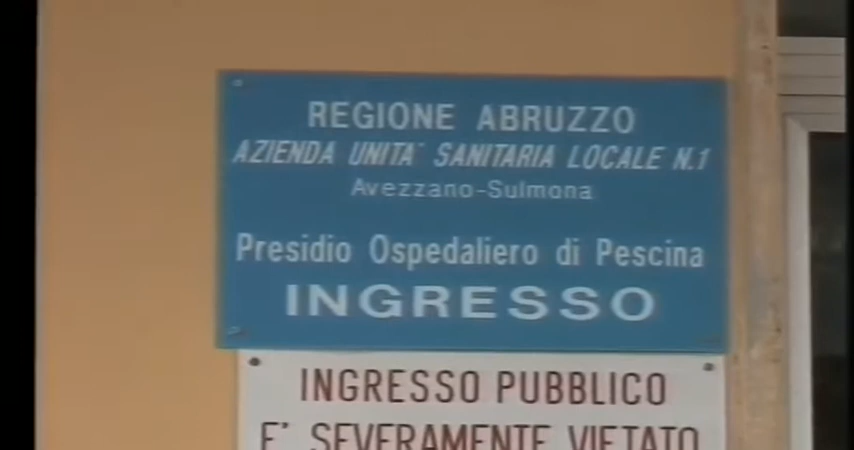 REGIONE ABRUZZO
AZIENDA UNITA' SANITARIA LOCALE N.1
Avezzano-Sulmona
Presidio Ospedaliero di Pescina
INGRESSO
INGRESSO PUBBLICO
E' SEVERAMENTE VIETATO